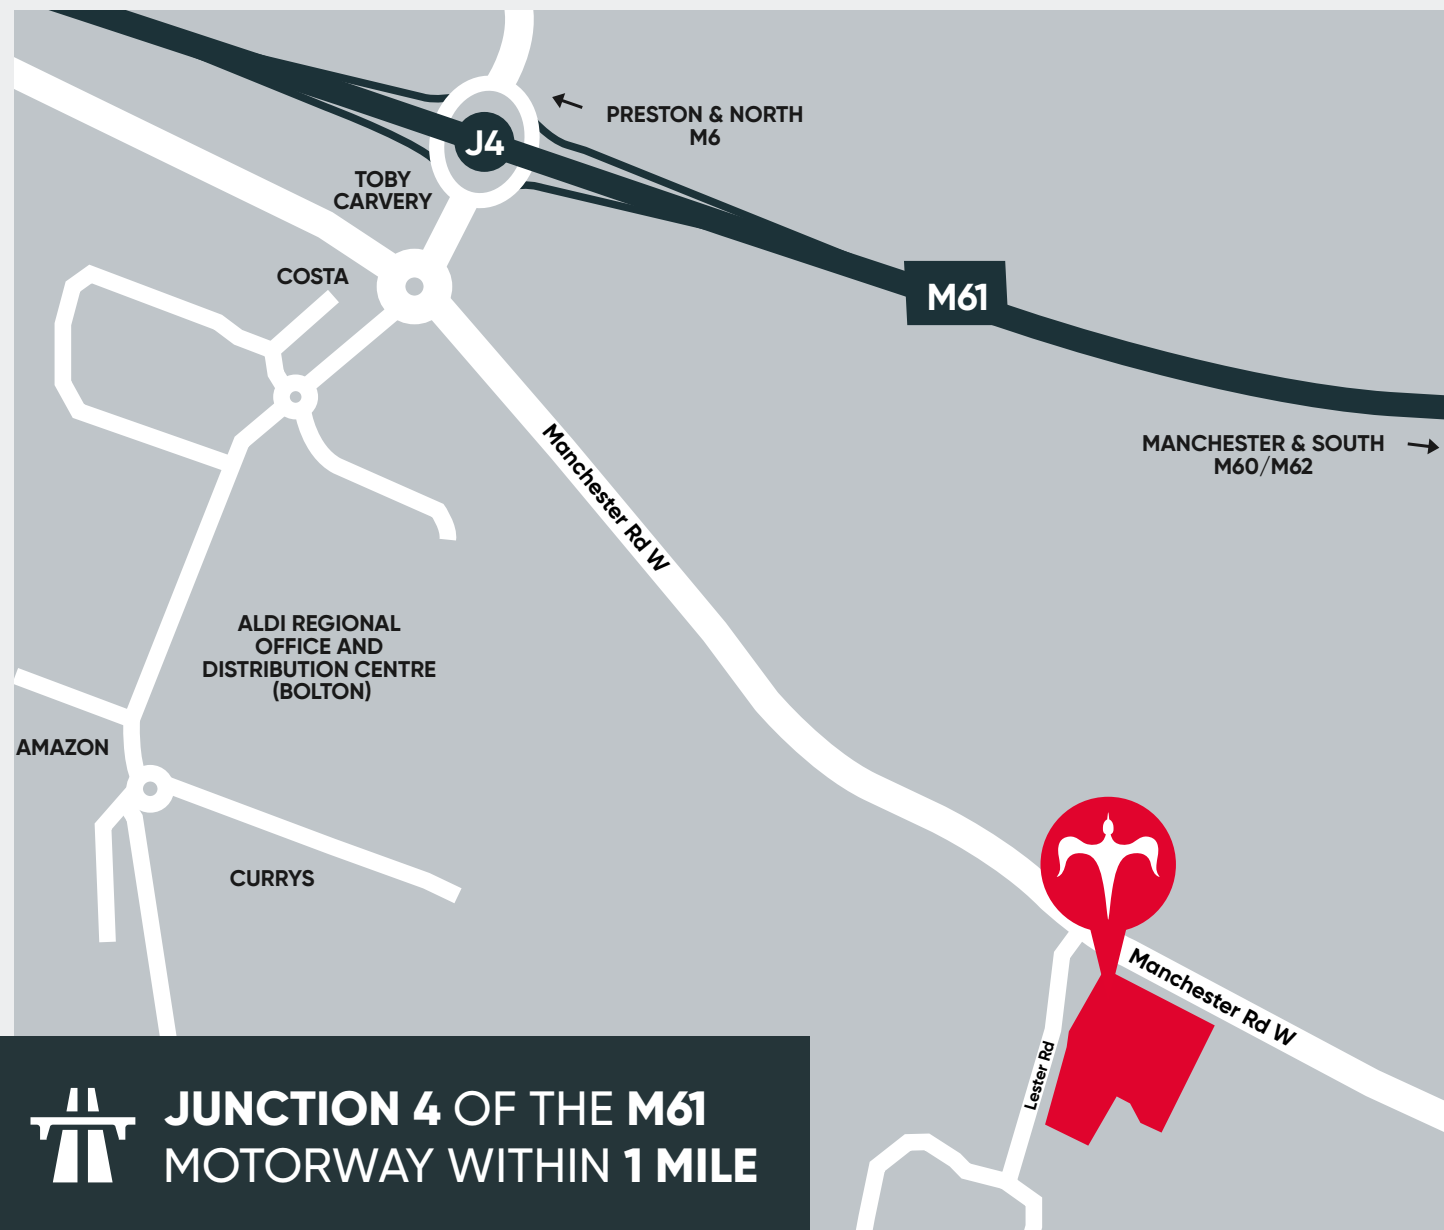 PRESTON & NORTH
M6
J4
TOBY
CARVERY
COSTA
M61
MANCHESTER & SOUTH
M60/M62
Manchester Rd W
ALDI REGIONAL
OFFICE AND
DISTRIBUTION CENTRE
(BOLTON)
AMAZON
CURRYS
Manchester Rd W
Lester Rd
JUNCTION 4 OF THE M61
MOTORWAY WITHIN 1 MILE